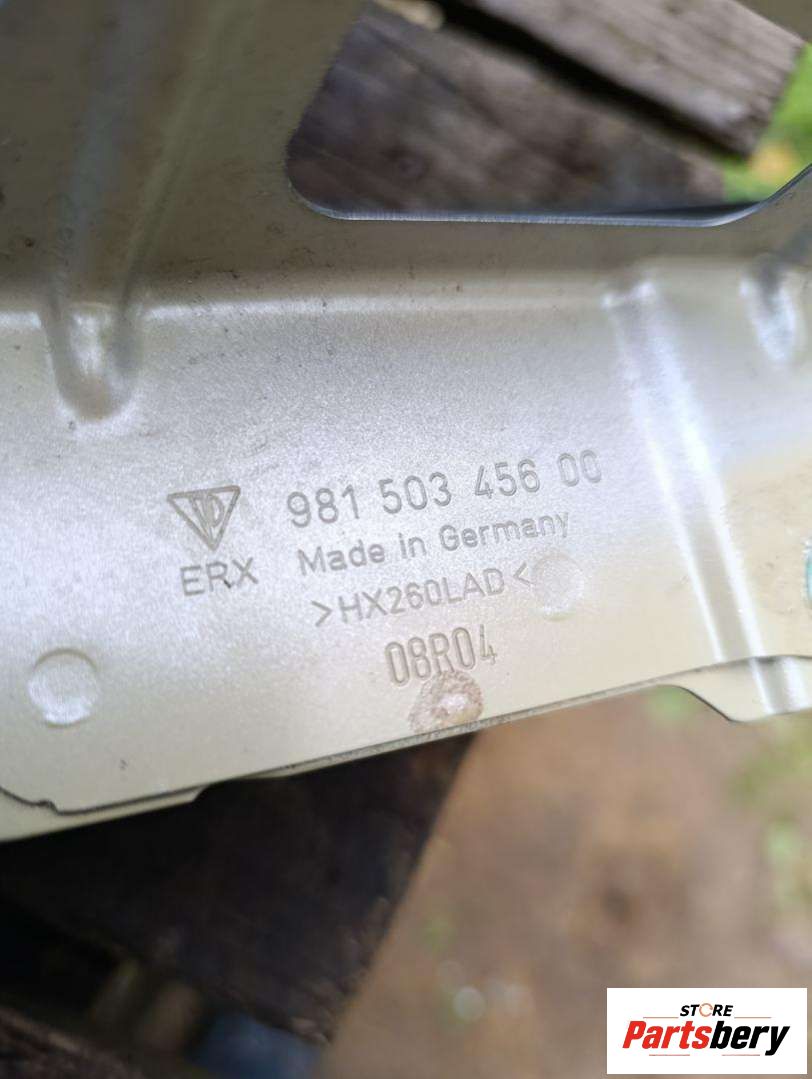 981 503 456 00
ERX Made in Germany
>HX260LAD<
08R04
STORE
Partsbery